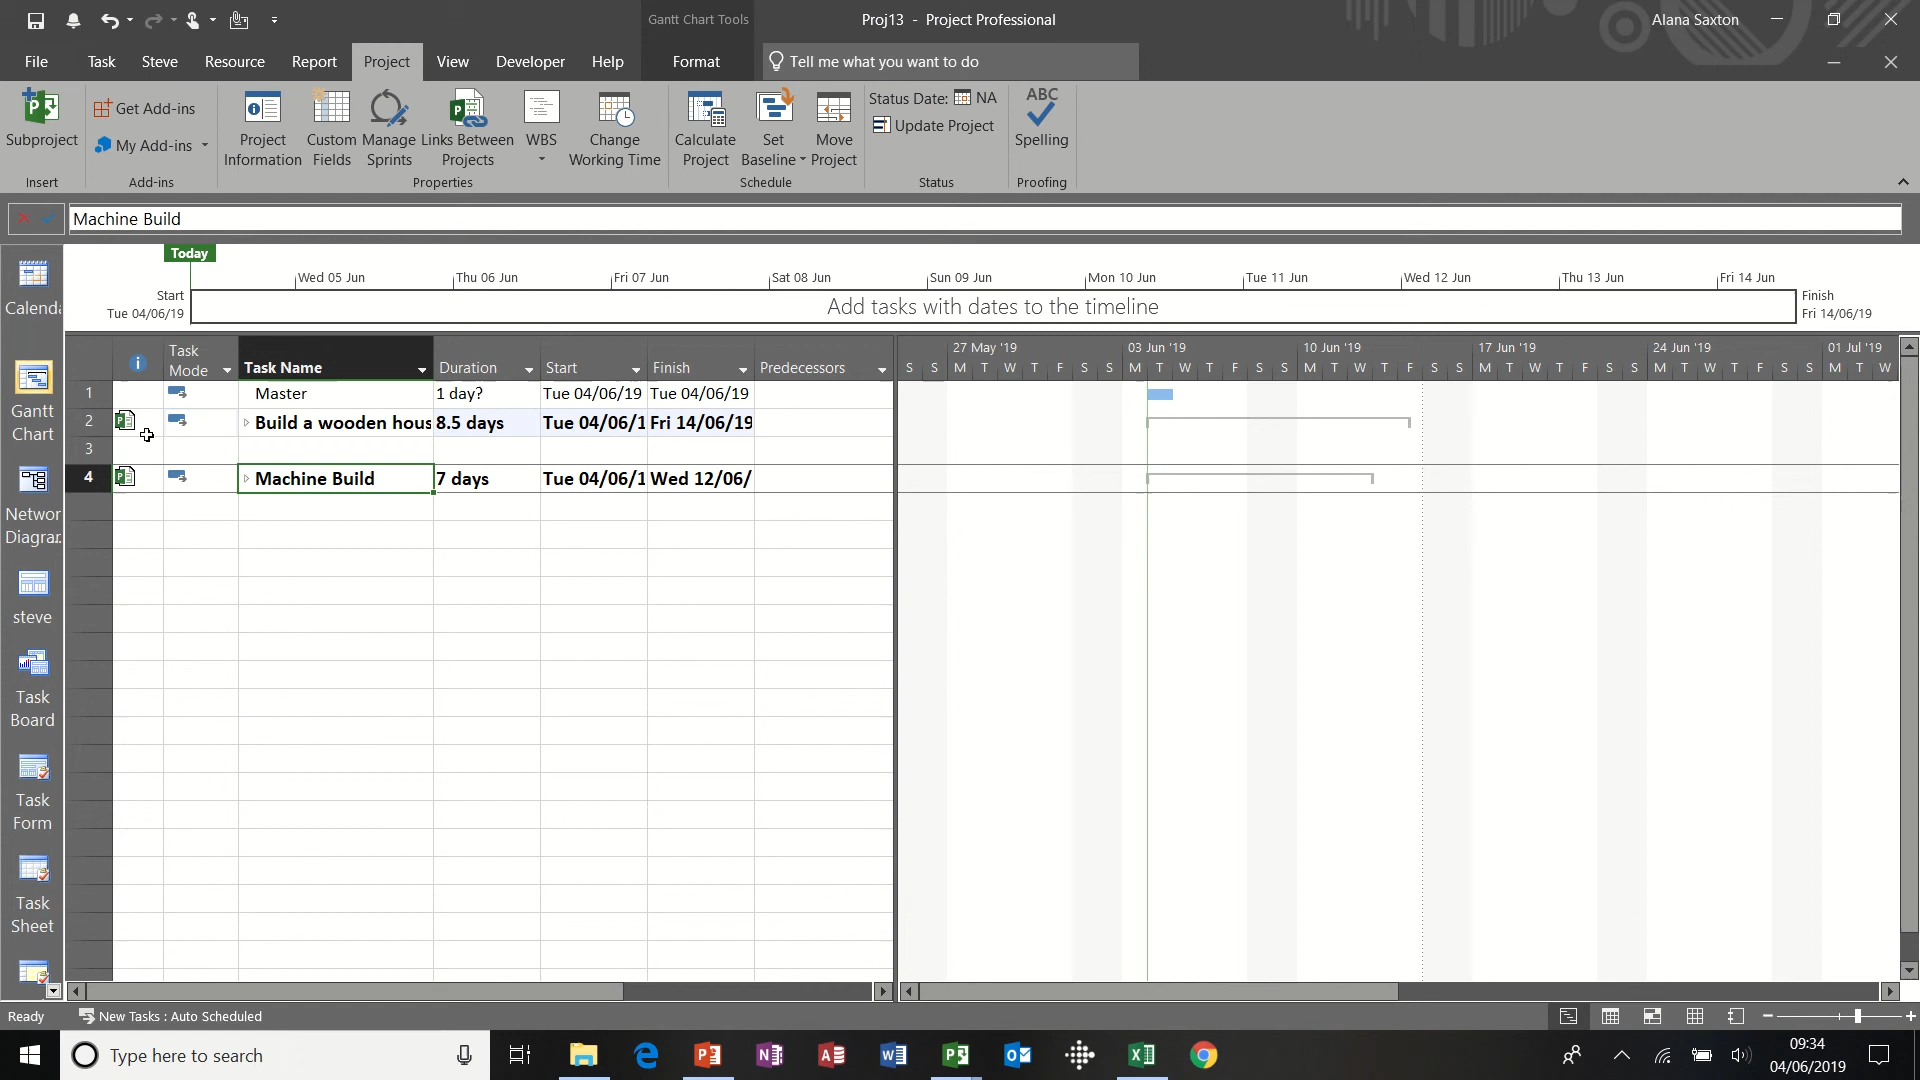 Gantt Chart Tools
Proj13 - Project Professional
Alana Saxton
File Task Steve Resource Report Project View Developer Help Format Tell me what you want to do
Subproject
Get Add-ins
My Add-ins
Project Information
Custom Fields
Manage Sprints
Links Between Projects
WBS
Change Working Time
Calculate Project
Set Baseline
Move Project
Status Date: NA
Update Project
ABC
Spelling
Insert Add-ins Properties Schedule Status Proofing
Machine Build
Today
Wed 05 Jun Thu 06 Jun Fri 07 Jun Sat 08 Jun Sun 09 Jun Mon 10 Jun Tue 11 Jun Wed 12 Jun Thu 13 Jun Fri 14 Jun
Start
Tue 04/06/19
Add tasks with dates to the timeline
Finish
Fri 14/06/19
Calend
Gantt Chart
Networ
Diagra
steve
Task Board
Task Form
Task Sheet
Task Mode Task Name Duration Start Finish Predecessors
27 May '19 03 Jun '19 10 Jun '19 17 Jun '19 24 Jun '19 01 Jul '19
S S M T W T F S S M T W T F S S M T W T F S S M T W T F S S M T W T F S S M T W
1 Master 1 day? Tue 04/06/19 Tue 04/06/19
2 Build a wooden hous 8.5 days Tue 04/06/1 Fri 14/06/19
3
4 Machine Build 7 days Tue 04/06/1 Wed 12/06/
Ready New Tasks : Auto Scheduled
Type here to search
09:34
04/06/2019